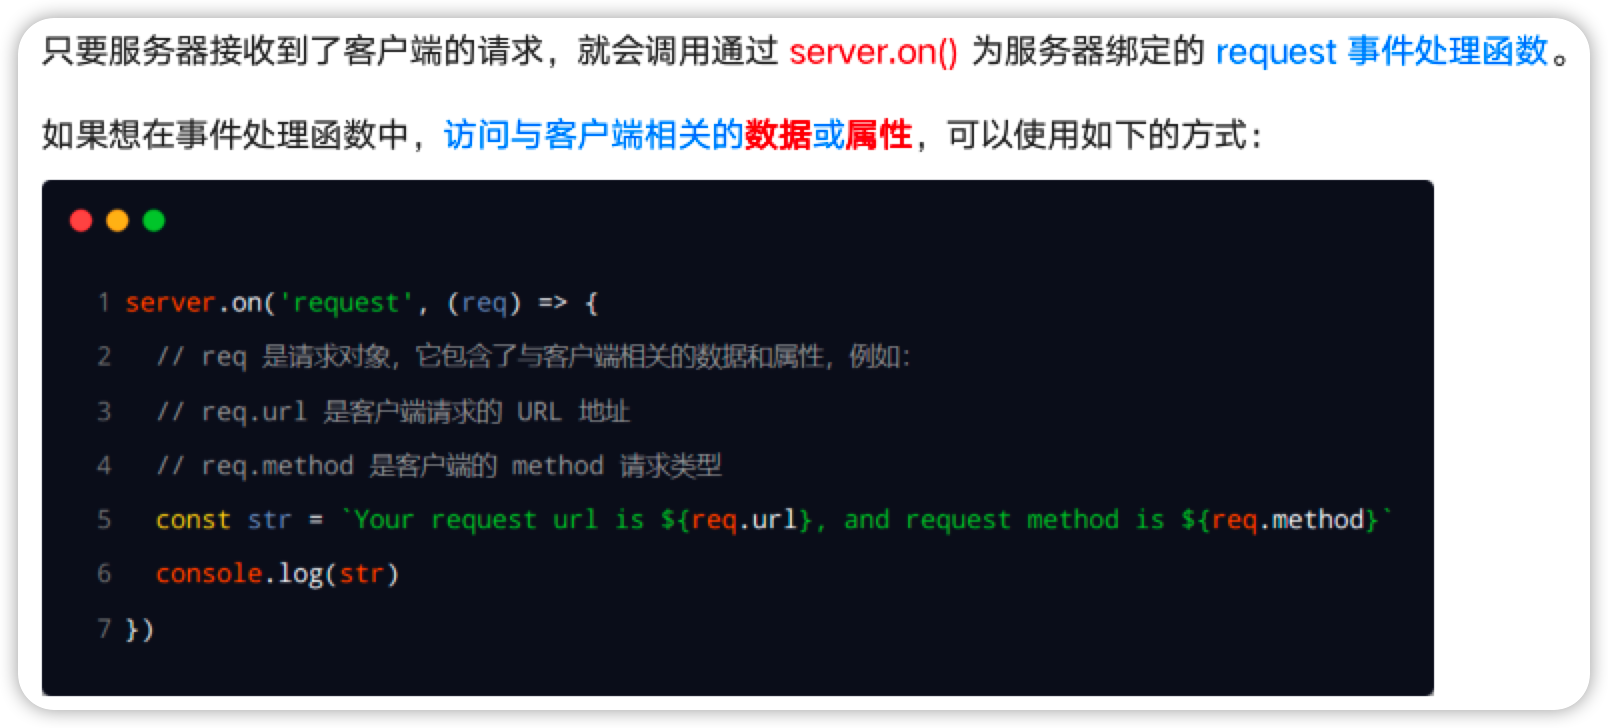 只要服务器接收到了客户端的请求，就会调用通过 server.on() 为服务器绑定的 request 事件处理函数。
如果想在事件处理函数中，访问与客户端相关的数据或属性，可以使用如下的方式：
1 server.on('request', (req) => {
2   // req 是请求对象，它包含了与客户端相关的数据和属性，例如：
3   // req.url 是客户端请求的 URL 地址
4   // req.method 是客户端的 method 请求类型
5   const str = `Your request url is ${req.url}, and request method is ${req.method}`
6   console.log(str)
7 })